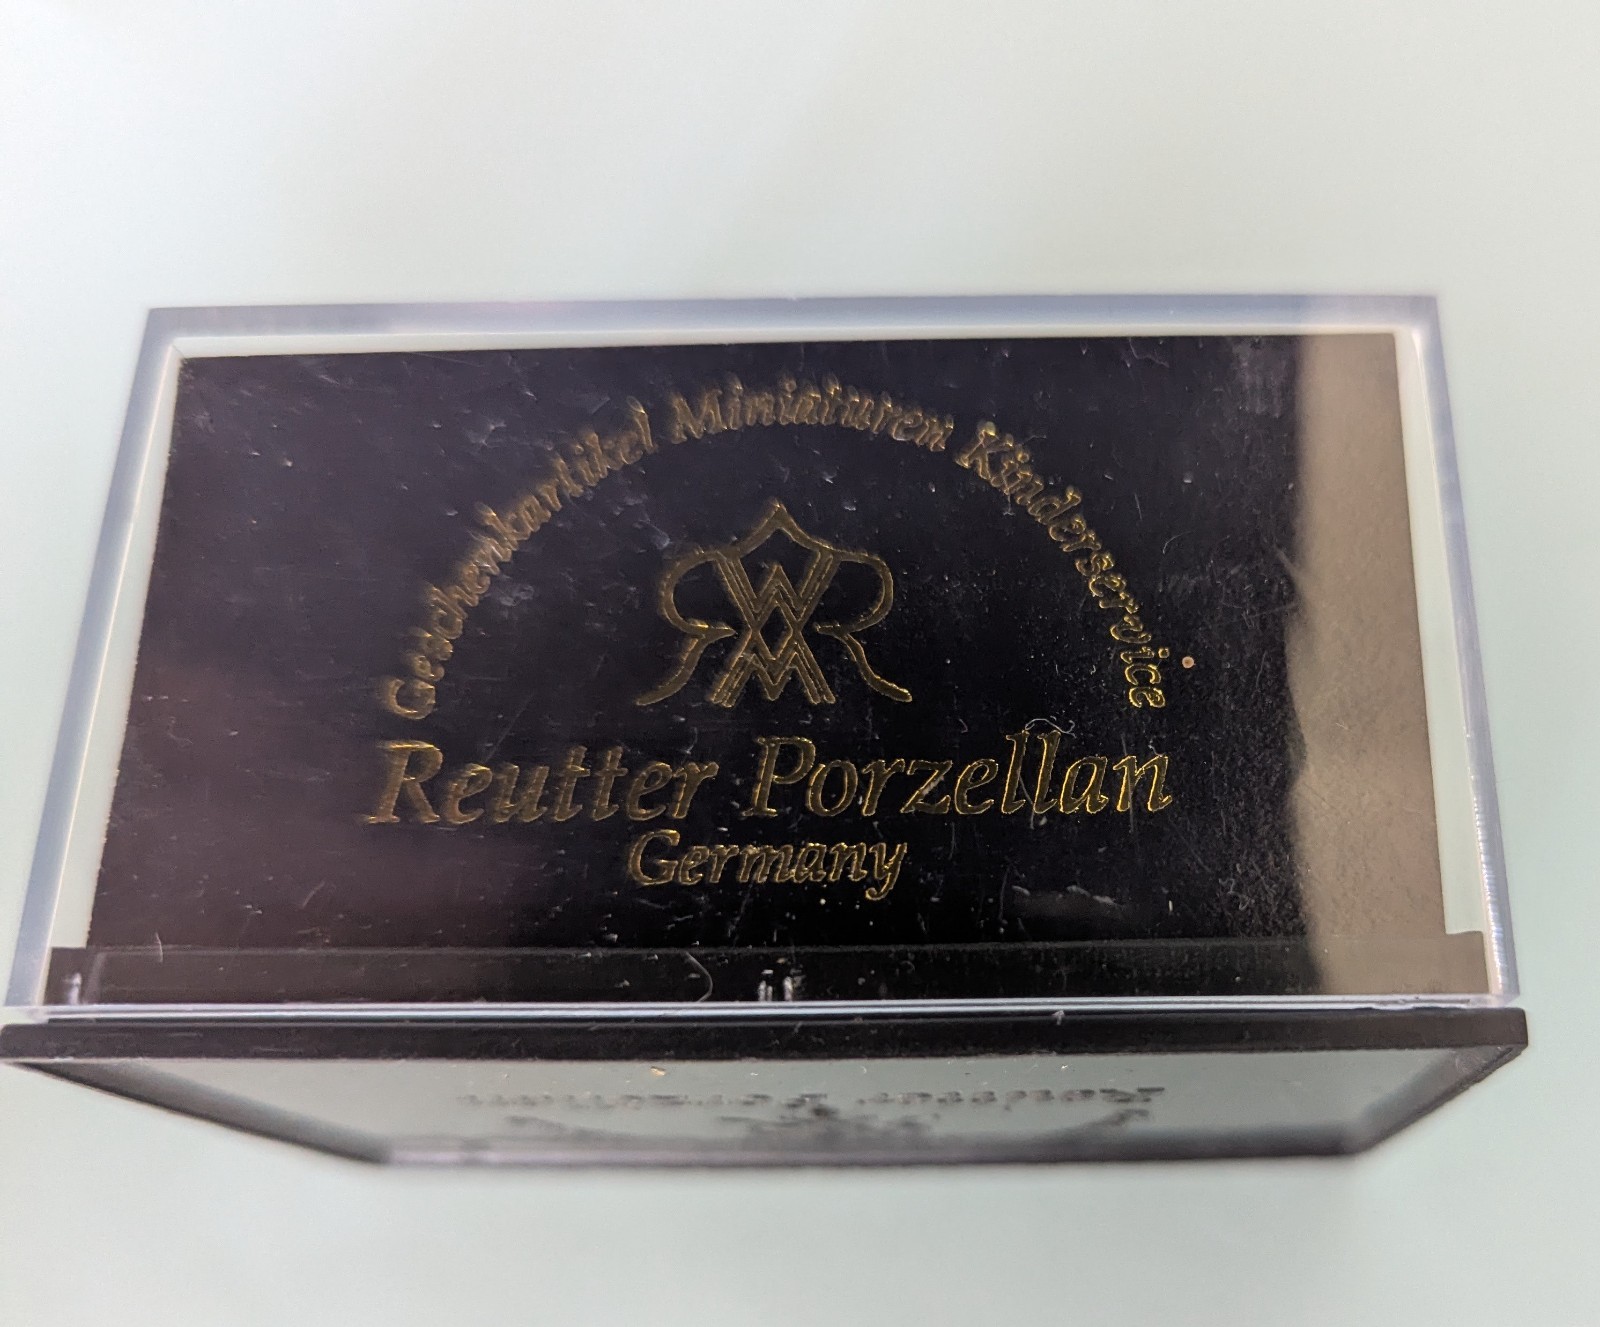 Geschenkartikel Miniaturen Kinderservice
Reutter Porzellan
Germany